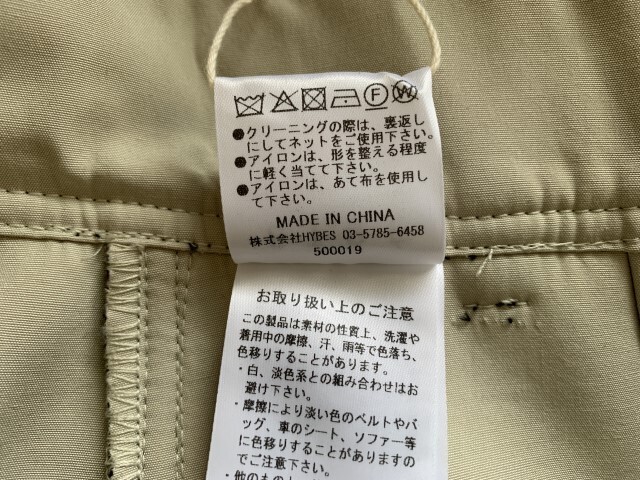 F W
●クリーニングの際は、裏返し
にしてネットをご使用下さい。
●アイロンは、形を整える程度
に軽く当てて下さい。
●アイロンは、あて布を使用し
て下さい。
MADE IN CHINA
株式会社HYBES 03-5785-6458
500019
お取り扱い上のご注意
この製品は素材の性質上、洗濯や
着用中の摩擦、汗、雨等で色落ち、
色移りすることがあります。
・白、淡色系との組み合わせはお
避け下さい。
・摩擦により淡い色のベルトやバ
ッグ、車のシート、ソファー等
に色移りすることがありますの
でご注意下さい。
・他のもの